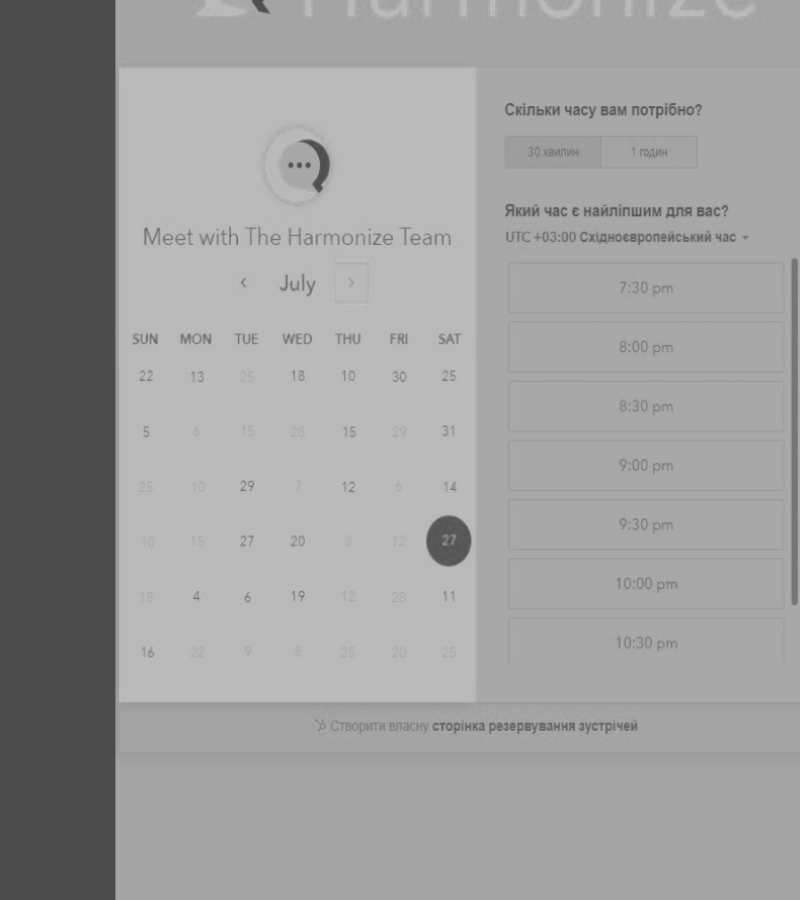 Harmonize
Meet with The Harmonize Team
‹ July ›
SUN MON TUE WED THU FRI SAT
22 13 25 18 10 30 25
5 6 15 28 15 29 31
25 10 29 7 12 6 14
10 15 27 20 8 12 27
18 4 6 19 12 28 11
16 22 9 8 25 20 25
Скільки часу вам потрібно?
30 хвилин 1 годин
Який час є найліпшим для вас?
UTC +03:00 Східноєвропейський час
7:30 pm
8:00 pm
8:30 pm
9:00 pm
9:30 pm
10:00 pm
10:30 pm
Створити власну сторінка резервування зустрічей